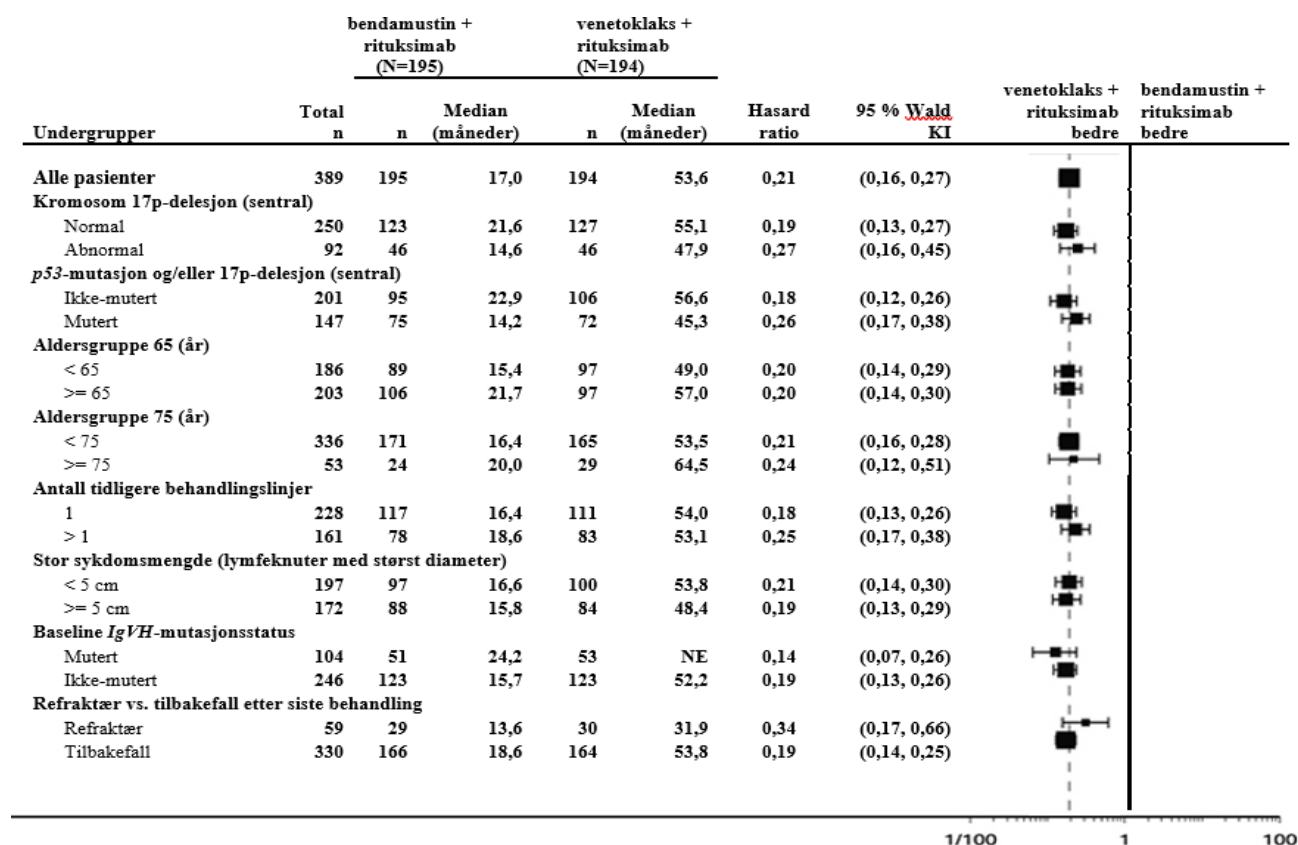 bendamustin + venetoklaks +
rituksimab rituksimab
(N=195) (N=194)
venetoklaks + bendamustin +
Total Median Median Hasard 95 % Wald rituksimab rituksimab
Undergrupper n n (måneder) n (måneder) ratio KI bedre bedre
Alle pasienter 389 195 17,0 194 53,6 0,21 (0,16, 0,27)
Kromosom 17p-delesjon (sentral)
Normal 250 123 21,6 127 55,1 0,19 (0,13, 0,27)
Abnormal 92 46 14,6 46 47,9 0,27 (0,16, 0,45)
p53-mutasjon og/eller 17p-delesjon (sentral)
Ikke-mutert 201 95 22,9 106 56,6 0,18 (0,12, 0,26)
Mutert 147 75 14,2 72 45,3 0,26 (0,17, 0,38)
Aldersgruppe 65 (år)
< 65 186 89 15,4 97 49,0 0,20 (0,14, 0,29)
>= 65 203 106 21,7 97 57,0 0,20 (0,14, 0,30)
Aldersgruppe 75 (år)
< 75 336 171 16,4 165 53,5 0,21 (0,16, 0,28)
>= 75 53 24 20,0 29 64,5 0,24 (0,12, 0,51)
Antall tidligere behandlingslinjer
1 228 117 16,4 111 54,0 0,18 (0,13, 0,26)
> 1 161 78 18,6 83 53,1 0,25 (0,17, 0,38)
Stor sykdomsmengde (lymfeknuter med størst diameter)
< 5 cm 197 97 16,6 100 53,8 0,21 (0,14, 0,30)
>= 5 cm 172 88 15,8 84 48,4 0,19 (0,13, 0,29)
Baseline IgVH-mutasjonsstatus
Mutert 104 51 24,2 53 NE 0,14 (0,07, 0,26)
Ikke-mutert 246 123 15,7 123 52,2 0,19 (0,13, 0,26)
Refraktær vs. tilbakefall etter siste behandling
Refraktær 59 29 13,6 30 31,9 0,34 (0,17, 0,66)
Tilbakefall 330 166 18,6 164 53,8 0,19 (0,14, 0,25)
1/100 1 100